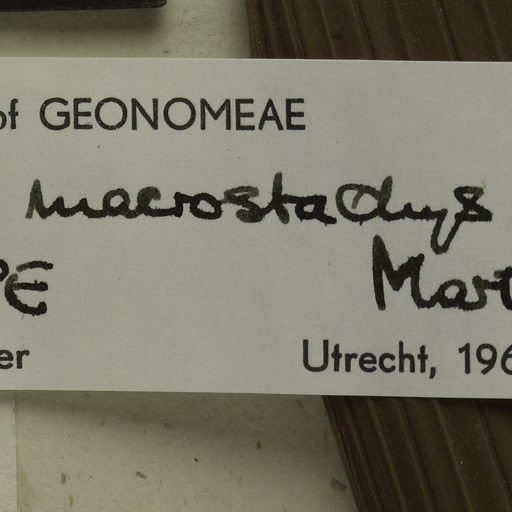 of GEONOMEAE
macrostachys
PE
Mart
er
Utrecht, 196